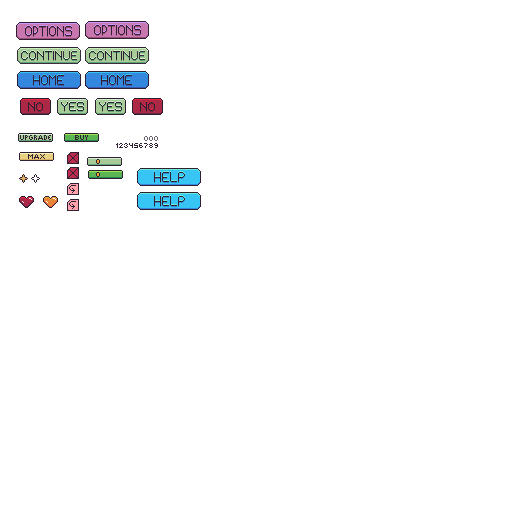 OPTIONS OPTIONS
CONTINUE CONTINUE
HOME HOME
NO YES YES NO
UPGRADE BUY 000
123456789
MAX 0
0
HELP
HELP